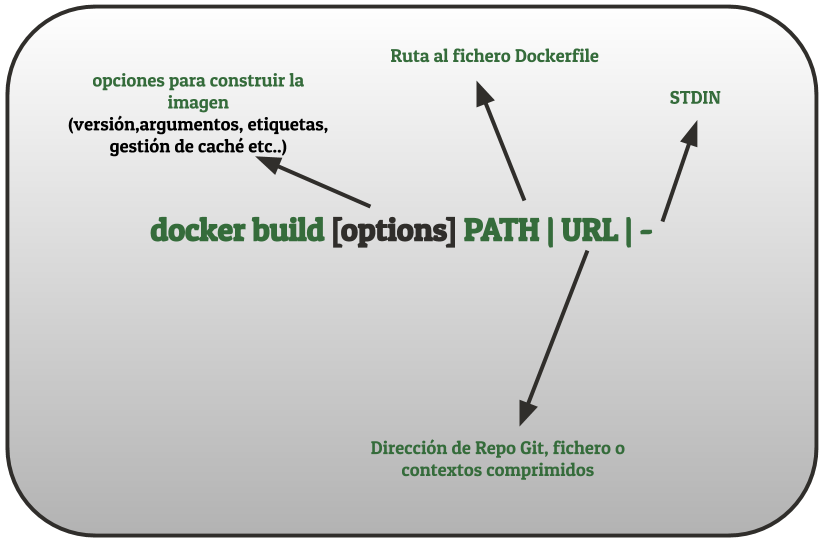 Ruta al fichero Dockerfile
opciones para construir la
imagen
(versión,argumentos, etiquetas,
gestión de caché etc..)
STDIN
docker build [options] PATH | URL | -
Dirección de Repo Git, fichero o
contextos comprimidos